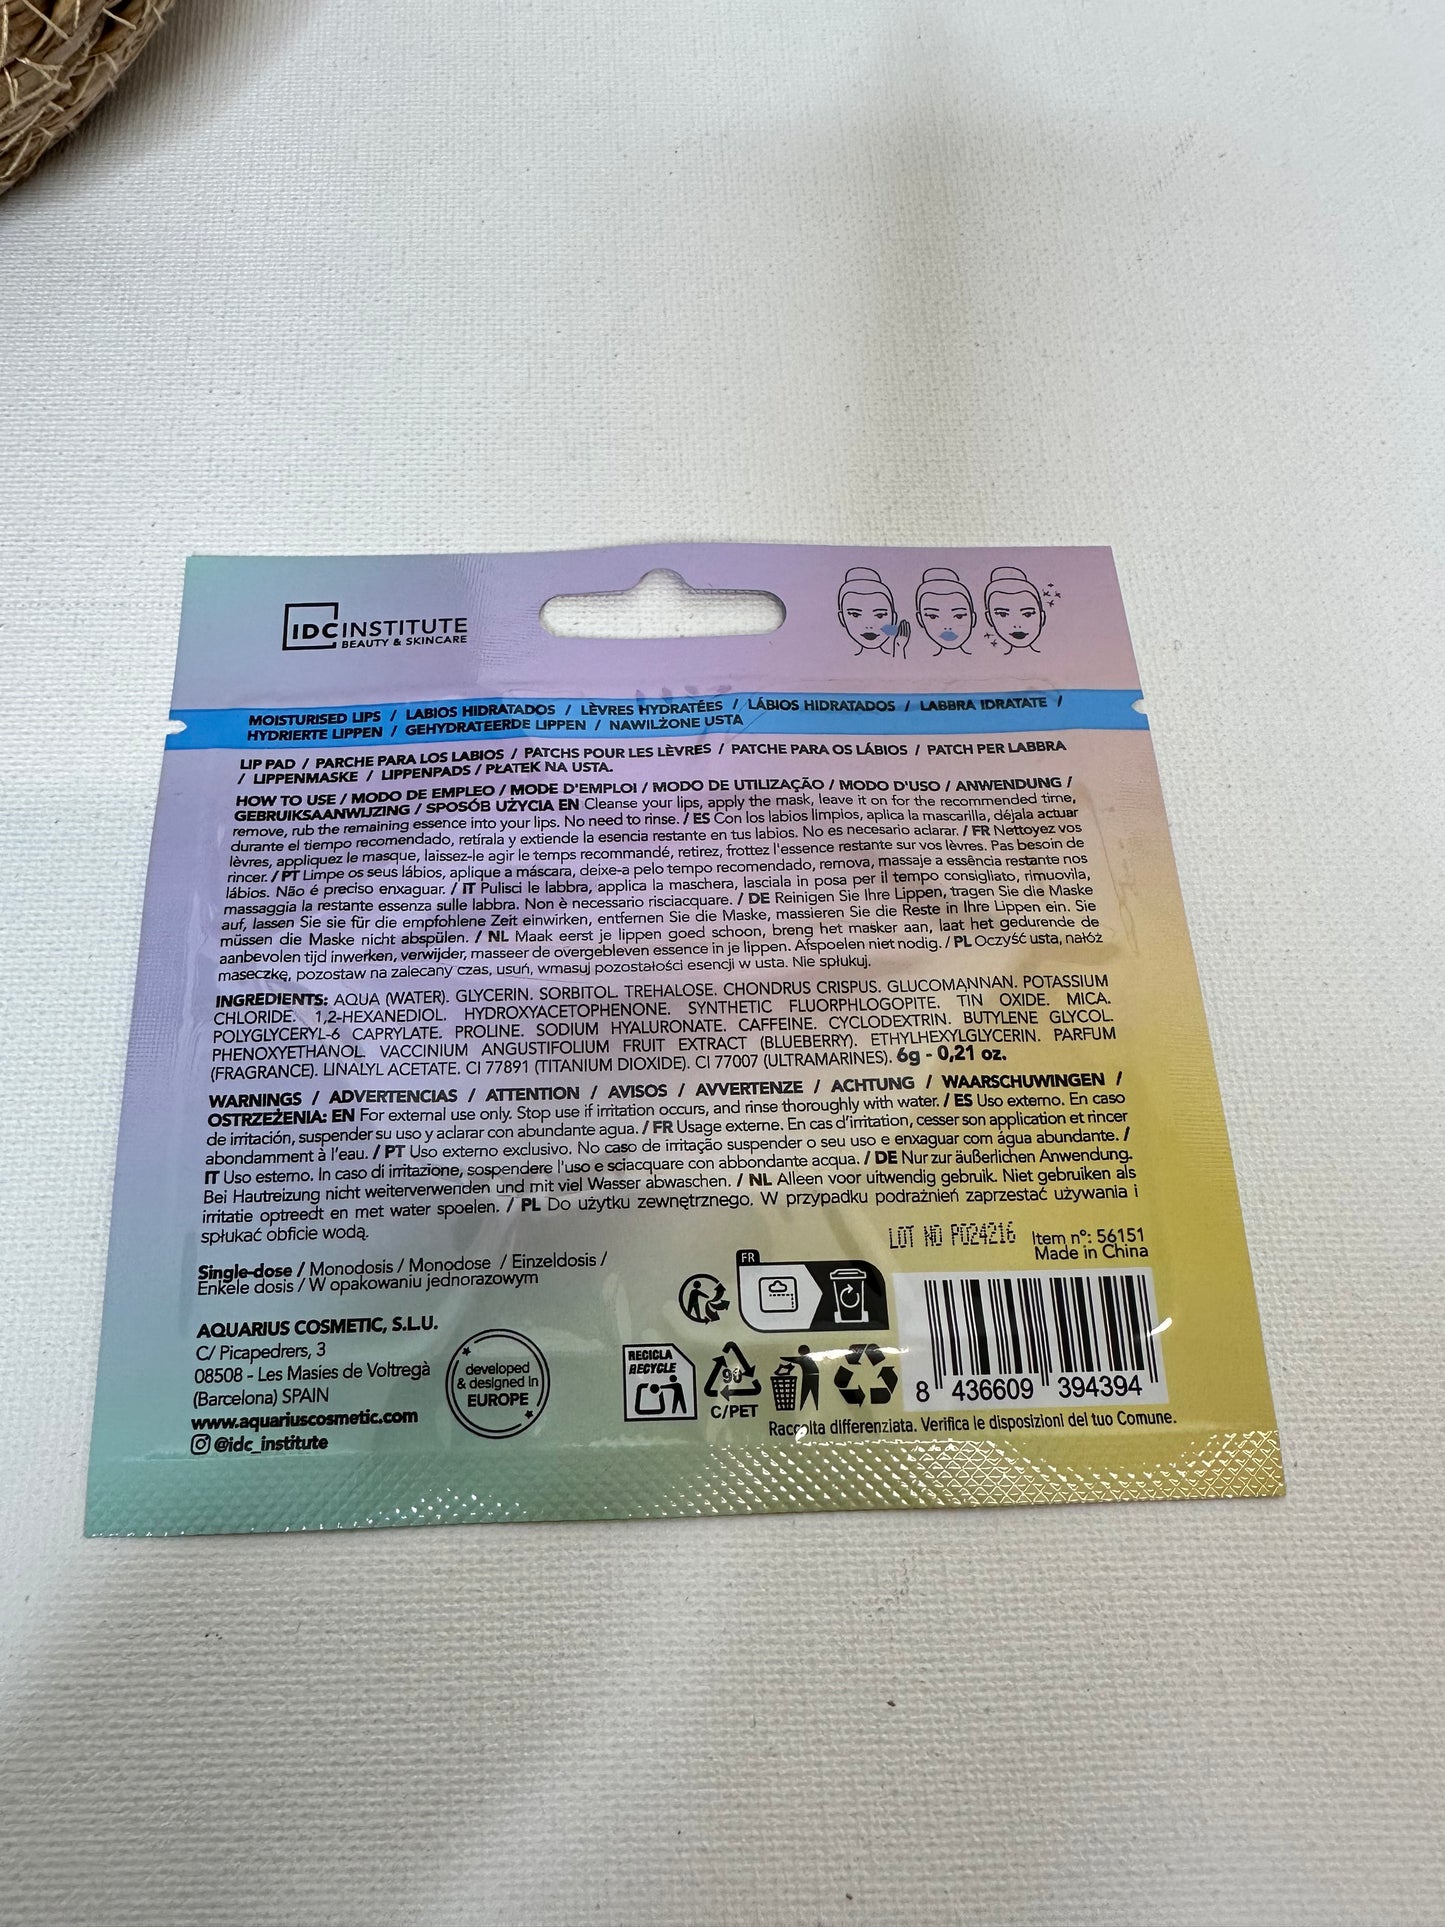 IDC INSTITUTE
BEAUTY & SKINCARE
MOISTURISED LIPS / LABIOS HIDRATADOS / LÈVRES HYDRATÉES / LÁBIOS HIDRATADOS / LABBRA IDRATATE /
HYDRIERTE LIPPEN / GEHYDRATEERDE LIPPEN / NAWILŻONE USTA
LIP PAD / PARCHE PARA LOS LABIOS / PATCHS POUR LES LÈVRES / PATCHE PARA OS LÁBIOS / PATCH PER LABBRA
/ LIPPENMASKE / LIPPENPADS / PŁATEK NA USTA.
HOW TO USE / MODO DE EMPLEO / MODE D'EMPLOI / MODO DE UTILIZAÇÃO / MODO D'USO / ANWENDUNG /
GEBRUIKSAANWIJZING / SPOSÓB UŻYCIA EN Cleanse your lips, apply the mask, leave it on for the recommended time,
remove, rub the remaining essence into your lips. No need to rinse. / ES Con los labios limpios, aplica la mascarilla, déjala actuar
durante el tiempo recomendado, retírala y extiende la esencia restante en tus labios. No es necesario aclarar. / FR Nettoyez vos
lèvres, appliquez le masque, laissez-le agir le temps recommandé, retirez, frottez l'essence restante sur vos lèvres. Pas besoin de
rincer. / PT Limpe os seus lábios, aplique a máscara, deixe-a pelo tempo recomendado, remova, massaje a essência restante nos
lábios. Não é preciso enxaguar. / IT Pulisci le labbra, applica la maschera, lasciala in posa per il tempo consigliato, rimuovila,
massaggia la restante essenza sulle labbra. Non è necessario risciacquare. / DE Reinigen Sie Ihre Lippen, tragen Sie die Maske
auf, lassen Sie sie für die empfohlene Zeit einwirken, entfernen Sie die Maske, massieren Sie die Reste in Ihre Lippen ein. Sie
müssen die Maske nicht abspülen. / NL Maak eerst je lippen goed schoon, breng het masker aan, laat het gedurende de
aanbevolen tijd inwerken, verwijder, masseer de overgebleven essence in je lippen. Afspoelen niet nodig. / PL Oczyść usta, nałóż
maseczkę, pozostaw na zalecany czas, usuń, wmasuj pozostałości esencji w usta. Nie spłukuj.
INGREDIENTS: AQUA (WATER). GLYCERIN. SORBITOL. TREHALOSE. CHONDRUS CRISPUS. GLUCOMANNAN. POTASSIUM
CHLORIDE. 1,2-HEXANEDIOL. HYDROXYACETOPHENONE. SYNTHETIC FLUORPHLOGOPITE. TIN OXIDE. MICA.
POLYGLYCERYL-6 CAPRYLATE. PROLINE. SODIUM HYALURONATE. CAFFEINE. CYCLODEXTRIN. BUTYLENE GLYCOL.
PHENOXYETHANOL. VACCINIUM ANGUSTIFOLIUM FRUIT EXTRACT (BLUEBERRY). ETHYLHEXYLGLYCERIN. PARFUM
(FRAGRANCE). LINALYL ACETATE. CI 77891 (TITANIUM DIOXIDE). CI 77007 (ULTRAMARINES). 6g - 0,21 oz.
WARNINGS / ADVERTENCIAS / ATTENTION / AVISOS / AVVERTENZE / ACHTUNG / WAARSCHUWINGEN /
OSTRZEŻENIA: EN For external use only. Stop use if irritation occurs, and rinse thoroughly with water. / ES Uso externo. En caso
de irritación, suspender su uso y aclarar con abundante agua. / FR Usage externe. En cas d'irritation, cesser son application et rincer
abondamment à l'eau. / PT Uso externo exclusivo. No caso de irritação suspender o seu uso e enxaguar com água abundante. /
IT Uso esterno. In caso di irritazione, sospendere l'uso e sciacquare con abbondante acqua. / DE Nur zur äußerlichen Anwendung.
Bei Hautreizung nicht weiterverwenden und mit viel Wasser abwaschen. / NL Alleen voor uitwendig gebruik. Niet gebruiken als
irritatie optreedt en met water spoelen. / PL Do użytku zewnętrznego. W przypadku podrażnień zaprzestać używania i
spłukać obficie wodą.
LOT NO P024216
Item nº: 56151
Made in China
Single-dose / Monodosis / Monodose / Einzeldosis /
Enkele dosis / W opakowaniu jednorazowym
AQUARIUS COSMETIC, S.L.U.
C/ Picapedrers, 3
08508 - Les Masies de Voltregà
(Barcelona) SPAIN
www.aquariuscosmetic.com
@idc_institute
developed
& designed in
EUROPE
FR
RECICLA
RECYCLE
90
C/PET
8 436609 394394
Raccolta differenziata. Verifica le disposizioni del tuo Comune.